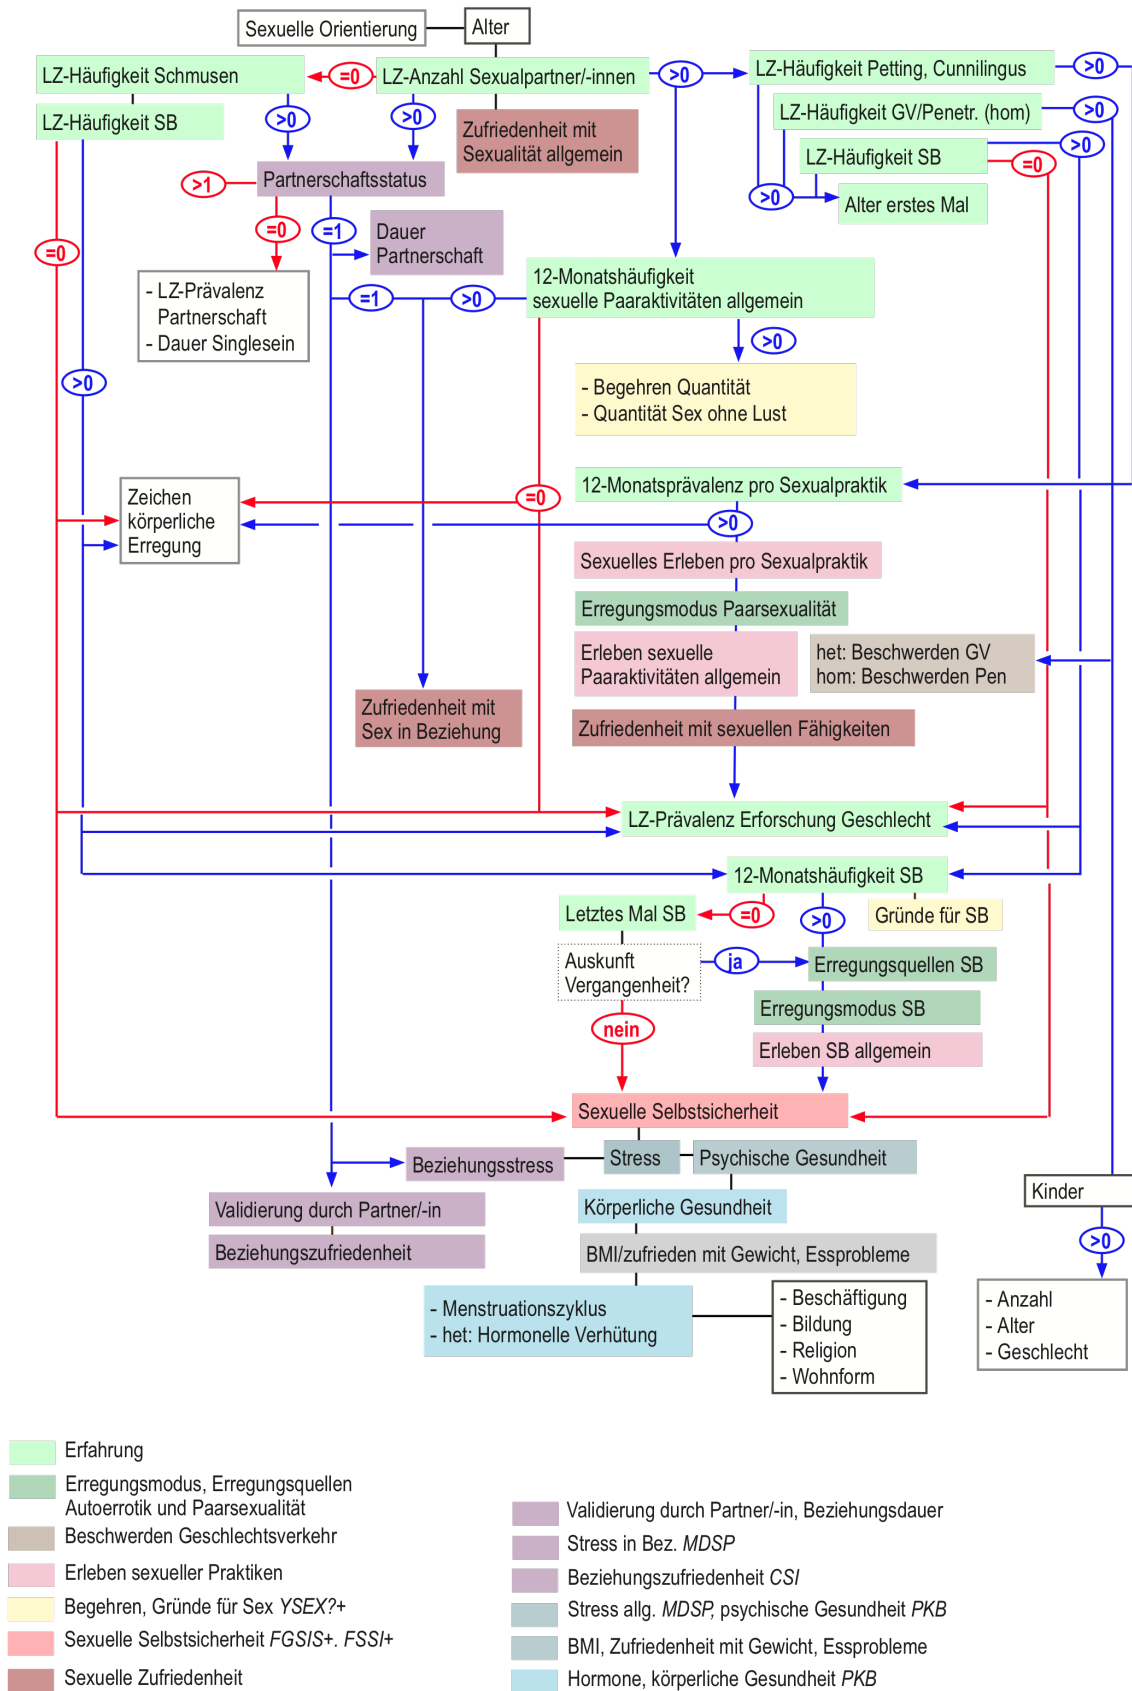 Sexuelle Orientierung
Alter
LZ-Häufigkeit Schmusen
=0
LZ-Anzahl Sexualpartner/-innen
>0
LZ-Häufigkeit Petting, Cunnilingus
>0
LZ-Häufigkeit SB
>0
>0
Zufriedenheit mit
Sexualität allgemein
LZ-Häufigkeit GV/Penetr. (hom)
>0
LZ-Häufigkeit SB
>0
=0
>1
Partnerschaftsstatus
>0
Alter erstes Mal
=0
=0
=1
Dauer
Partnerschaft
- LZ-Prävalenz
Partnerschaft
- Dauer Singlesein
=1
>0
12-Monatshäufigkeit
sexuelle Paaraktivitäten allgemein
>0
>0
- Begehren Quantität
- Quantität Sex ohne Lust
Zeichen
körperliche
Erregung
=0
12-Monatsprävalenz pro Sexualpraktik
>0
Sexuelles Erleben pro Sexualpraktik
Erregungsmodus Paarsexualität
Erleben sexuelle
Paaraktivitäten allgemein
het: Beschwerden GV
hom: Beschwerden Pen
Zufriedenheit mit
Sex in Beziehung
Zufriedenheit mit sexuellen Fähigkeiten
LZ-Prävalenz Erforschung Geschlecht
12-Monatshäufigkeit SB
Letztes Mal SB
=0
>0
Gründe für SB
Auskunft
Vergangenheit?
ja
Erregungsquellen SB
nein
Erregungsmodus SB
Erleben SB allgemein
Sexuelle Selbstsicherheit
Beziehungsstress
Stress
Psychische Gesundheit
Validierung durch Partner/-in
Körperliche Gesundheit
Kinder
Beziehungszufriedenheit
BMI/zufrieden mit Gewicht, Essprobleme
>0
- Menstruationszyklus
- het: Hormonelle Verhütung
- Beschäftigung
- Bildung
- Religion
- Wohnform
- Anzahl
- Alter
- Geschlecht
Erfahrung
Erregungsmodus, Erregungsquellen
Autoerrotik und Paarsexualität
Beschwerden Geschlechtsverkehr
Erleben sexueller Praktiken
Begehren, Gründe für Sex YSEX?+
Sexuelle Selbstsicherheit FGSIS+. FSSI+
Sexuelle Zufriedenheit
Validierung durch Partner/-in, Beziehungsdauer
Stress in Bez. MDSP
Beziehungszufriedenheit CSI
Stress allg. MDSP, psychische Gesundheit PKB
BMI, Zufriedenheit mit Gewicht, Essprobleme
Hormone, körperliche Gesundheit PKB